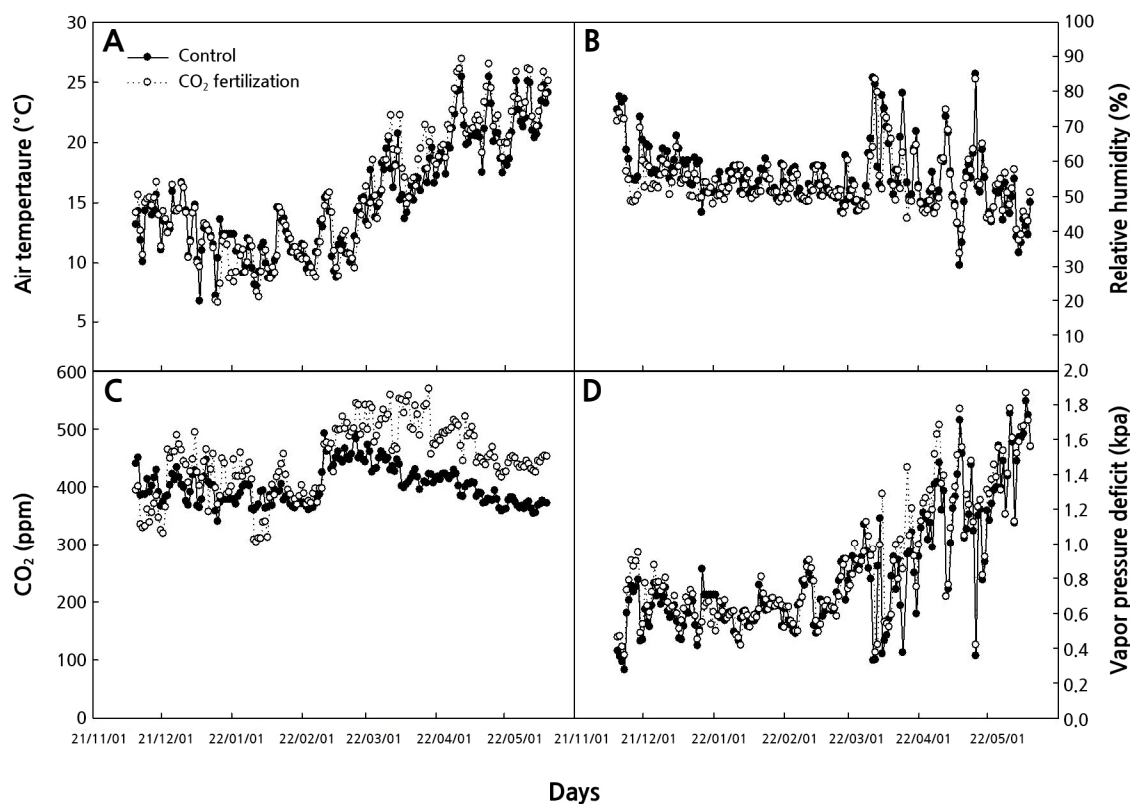 A
Control
CO₂ fertilization
30
25
20
15
10
5
Air tempertaure (°C)
B
100
90
80
70
60
50
40
30
20
10
Relative humidity (%)
C
600
500
400
300
200
100
0
CO₂ (ppm)
D
2.0
1.8
1.6
1.4
1.2
1.0
0.8
0.6
0.4
0.2
0.0
Vapor pressure deficit (kpa)
21/11/01 21/12/01 22/01/01 22/02/01 22/03/01 22/04/01 22/05/01 21/11/01 21/12/01 22/01/01 22/02/01 22/03/01 22/04/01 22/05/01
Days